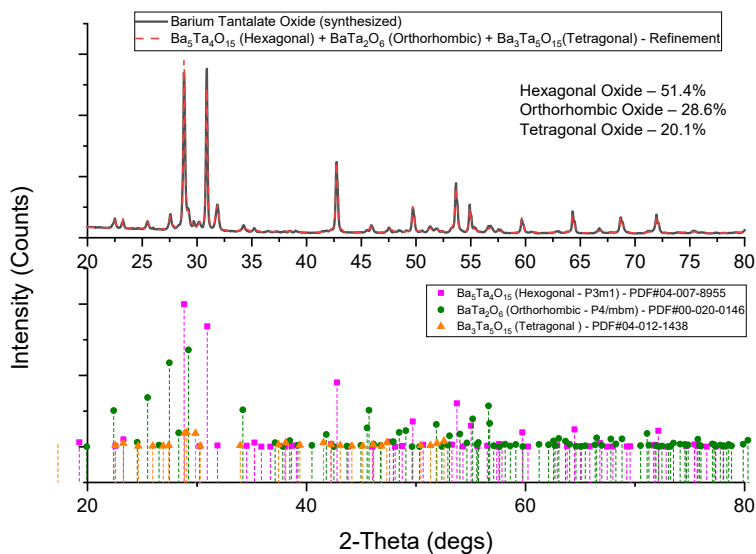 Barium Tantalate Oxide (synthesized)
Ba₅Ta₄O₁₅ (Hexagonal) + BaTa₂O₆ (Orthorhombic) + Ba₃Ta₅O₁₅(Tetragonal) - Refinement
Hexagonal Oxide – 51.4%
Orthorhombic Oxide – 28.6%
Tetragonal Oxide – 20.1%
20 25 30 35 40 45 50 55 60 65 70 75 80
Intensity (Counts)
Ba₅Ta₄O₁₅ (Hexogonal - P3m1) - PDF#04-007-8955
BaTa₂O₆ (Orthorhombic - P4/mbm) - PDF#00-020-0146
Ba₃Ta₅O₁₅ (Tetragonal ) - PDF#04-012-1438
20 40 60 80
2-Theta (degs)